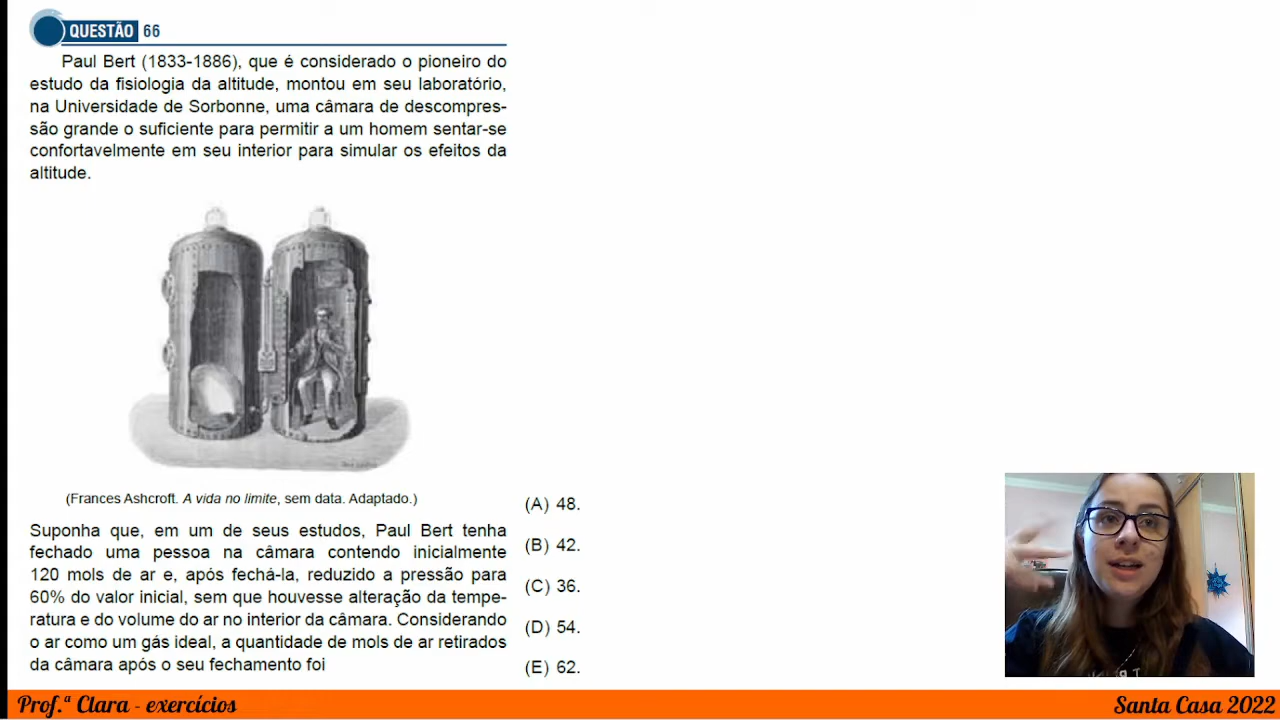 QUESTÃO 66
Paul Bert (1833-1886), que é considerado o pioneiro do
estudo da fisiologia da altitude, montou em seu laboratório,
na Universidade de Sorbonne, uma câmara de descompres-
são grande o suficiente para permitir a um homem sentar-se
confortavelmente em seu interior para simular os efeitos da
altitude.
(Frances Ashcroft. A vida no limite, sem data. Adaptado.)
Suponha que, em um de seus estudos, Paul Bert tenha
fechado uma pessoa na câmara contendo inicialmente
120 mols de ar e, após fechá-la, reduzido a pressão para
60% do valor inicial, sem que houvesse alteração da tempe-
ratura e do volume do ar no interior da câmara. Considerando
o ar como um gás ideal, a quantidade de mols de ar retirados
da câmara após o seu fechamento foi
(A) 48.
(B) 42.
(C) 36.
(D) 54.
(E) 62.
Prof.ª Clara - exercícios
Santa Casa 2022